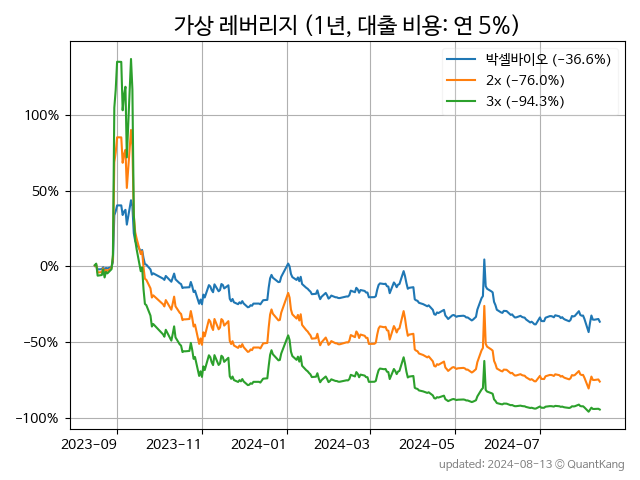 가상 레버리지 (1년, 대출 비용: 연 5%)
박셀바이오 (−36.6%)
2x (−76.0%)
3x (−94.3%)
100%
50%
0%
−50%
−100%
2023−09
2023−11
2024−01
2024−03
2024−05
2024−07
updated: 2024-08-13 © QuantKang